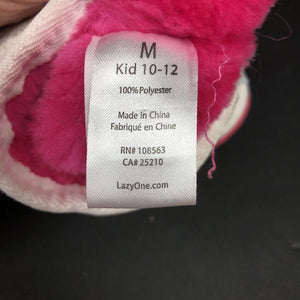 M
Kid 10-12
100% Polyester
Made in China
Fabriqué en Chine
RN# 108563
CA# 25210
LazyOne.com